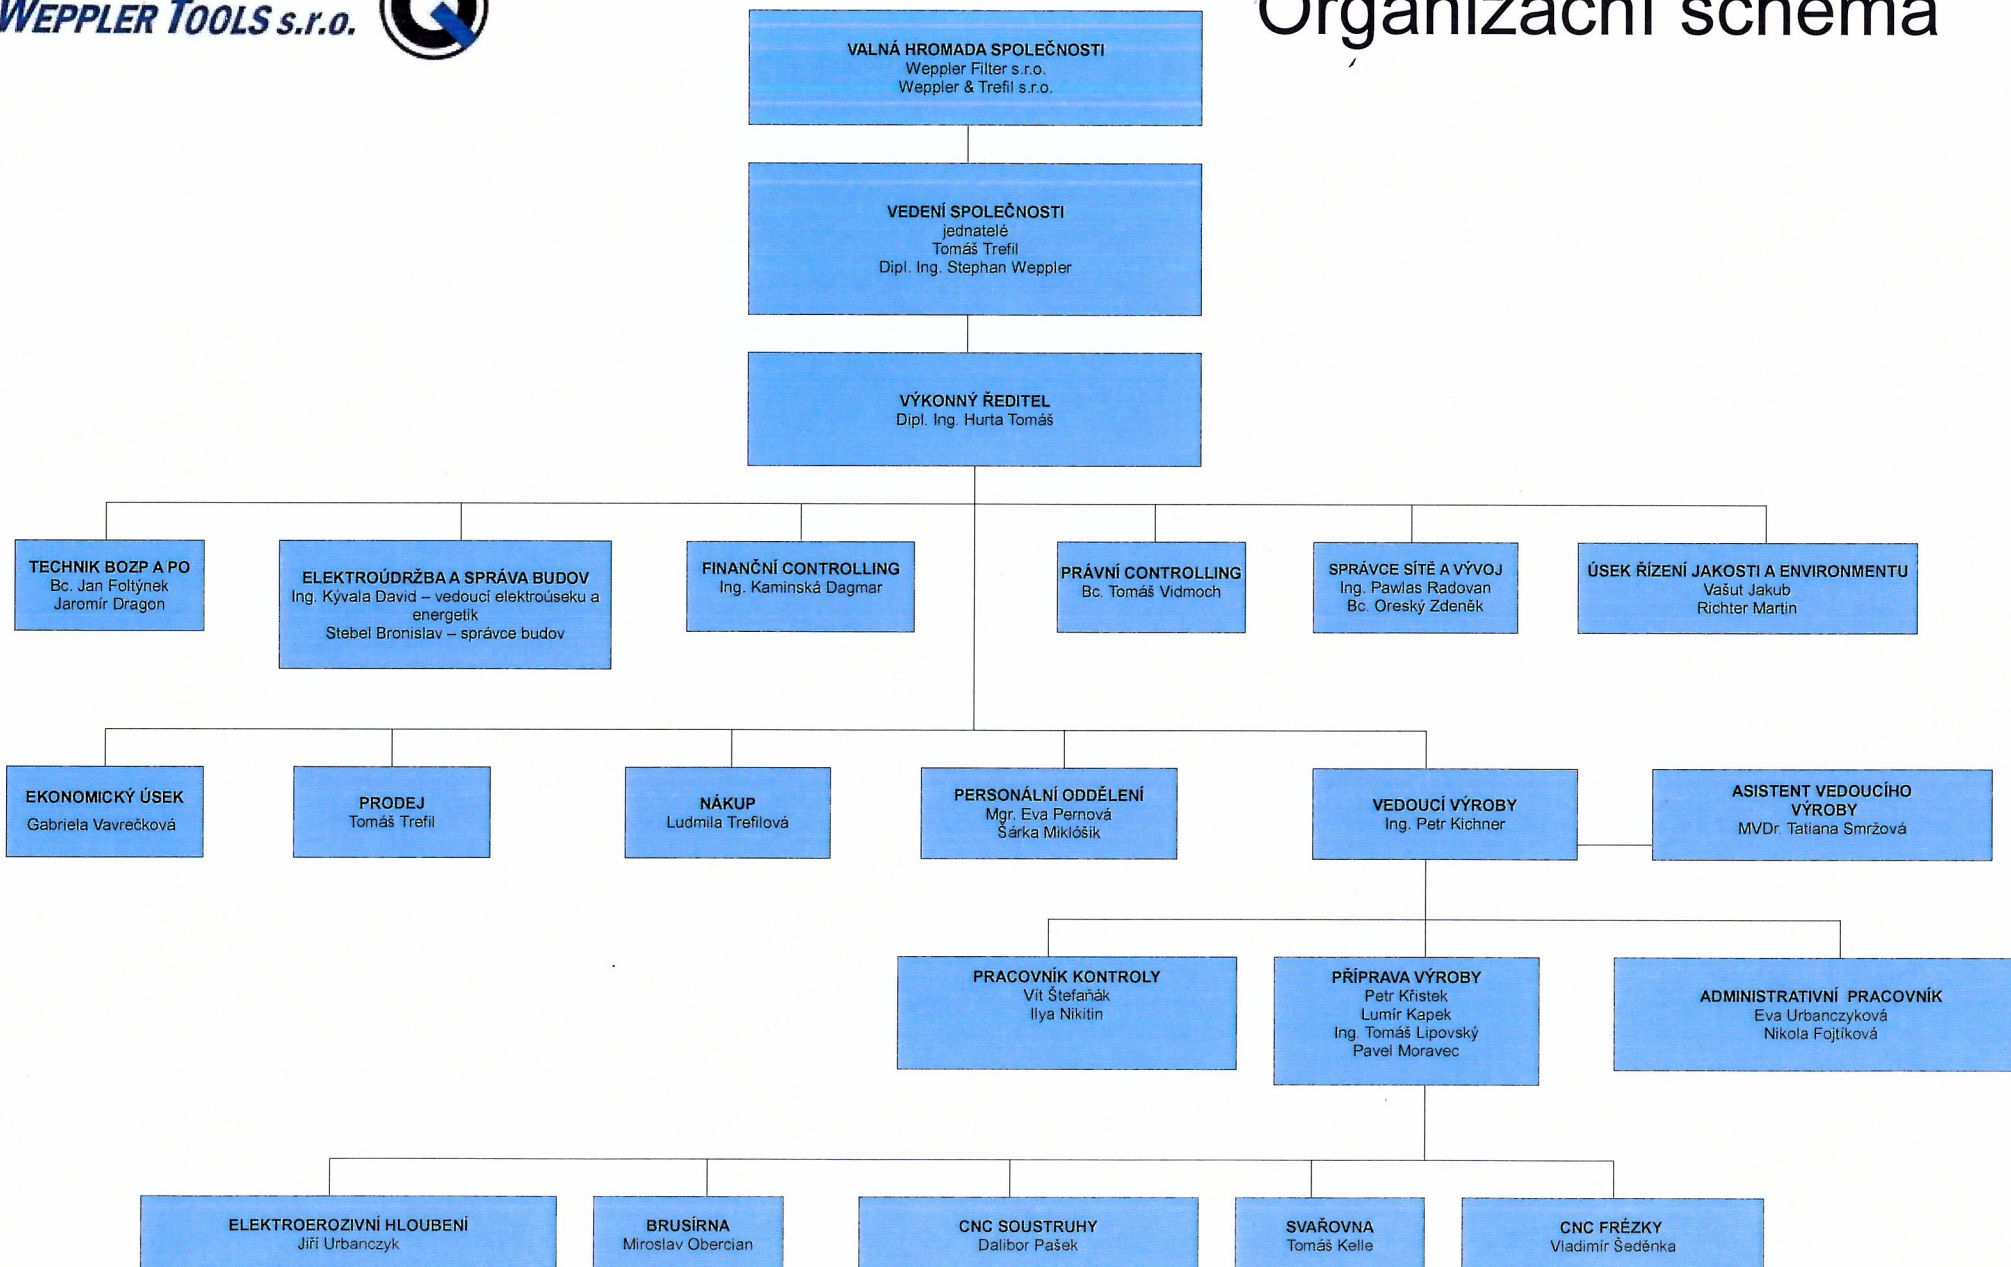 WEPPLER TOOLS s.r.o.
Organizační schéma
VALNÁ HROMADA SPOLEČNOSTI
Weppler Filter s.r.o.
Weppler & Trefil s.r.o.
VEDENÍ SPOLEČNOSTI
jednatelé
Tomáš Trefil
Dipl. Ing. Stephan Weppler
VÝKONNÝ ŘEDITEL
Dipl. Ing. Hurta Tomáš
TECHNIK BOZP A PO
Bc. Jan Foltýnek
Jaromír Dragon
ELEKTROÚDRŽBA A SPRÁVA BUDOV
Ing. Kývala David – vedoucí elektroúseku a
energetik
Stebel Bronislav – správce budov
FINANČNÍ CONTROLLING
Ing. Kaminská Dagmar
PRÁVNÍ CONTROLLING
Bc. Tomáš Vidmoch
SPRÁVCE SÍTĚ A VÝVOJ
Ing. Pawlas Radovan
Bc. Oreský Zdeněk
ÚSEK ŘÍZENÍ JAKOSTI A ENVIRONMENTU
Vašut Jakub
Richter Martin
EKONOMICKÝ ÚSEK
Gabriela Vavrečková
PRODEJ
Tomáš Trefil
NÁKUP
Ludmila Trefilová
PERSONÁLNÍ ODDĚLENÍ
Mgr. Eva Pernová
Šárka Miklóšik
VEDOUCÍ VÝROBY
Ing. Petr Kichner
ASISTENT VEDOUCÍHO
VÝROBY
MVDr. Tatiana Smržová
PRACOVNÍK KONTROLY
Vít Štefaňák
Ilya Nikitin
PŘÍPRAVA VÝROBY
Petr Křistek
Lumír Kapek
Ing. Tomáš Lipovský
Pavel Moravec
ADMINISTRATIVNÍ PRACOVNÍK
Eva Urbanczyková
Nikola Fojtíková
ELEKTROEROZIVNÍ HLOUBENÍ
Jiří Urbanczyk
BRUSÍRNA
Miroslav Obercian
CNC SOUSTRUHY
Dalibor Pašek
SVAŘOVNA
Tomáš Kelle
CNC FRÉZKY
Vladimír Šeděnka